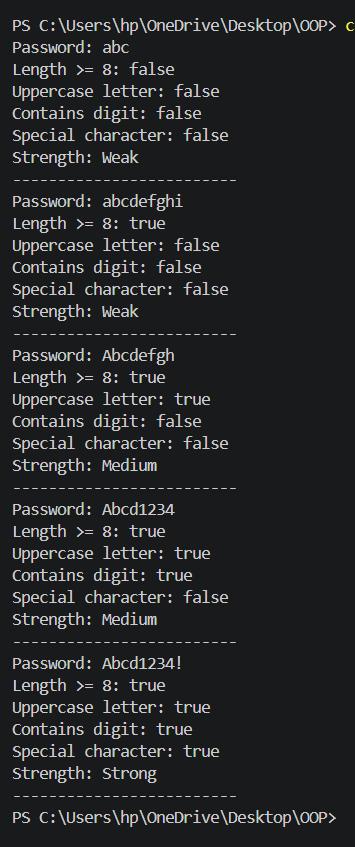 PS C:\Users\hp\OneDrive\Desktop\OOP> c
Password: abc
Length >= 8: false
Uppercase letter: false
Contains digit: false
Special character: false
Strength: Weak
-------------------------
Password: abcdefghi
Length >= 8: true
Uppercase letter: false
Contains digit: false
Special character: false
Strength: Weak
-------------------------
Password: Abcdefgh
Length >= 8: true
Uppercase letter: true
Contains digit: false
Special character: false
Strength: Medium
-------------------------
Password: Abcd1234
Length >= 8: true
Uppercase letter: true
Contains digit: true
Special character: false
Strength: Medium
-------------------------
Password: Abcd1234!
Length >= 8: true
Uppercase letter: true
Contains digit: true
Special character: true
Strength: Strong
-------------------------
PS C:\Users\hp\OneDrive\Desktop\OOP>